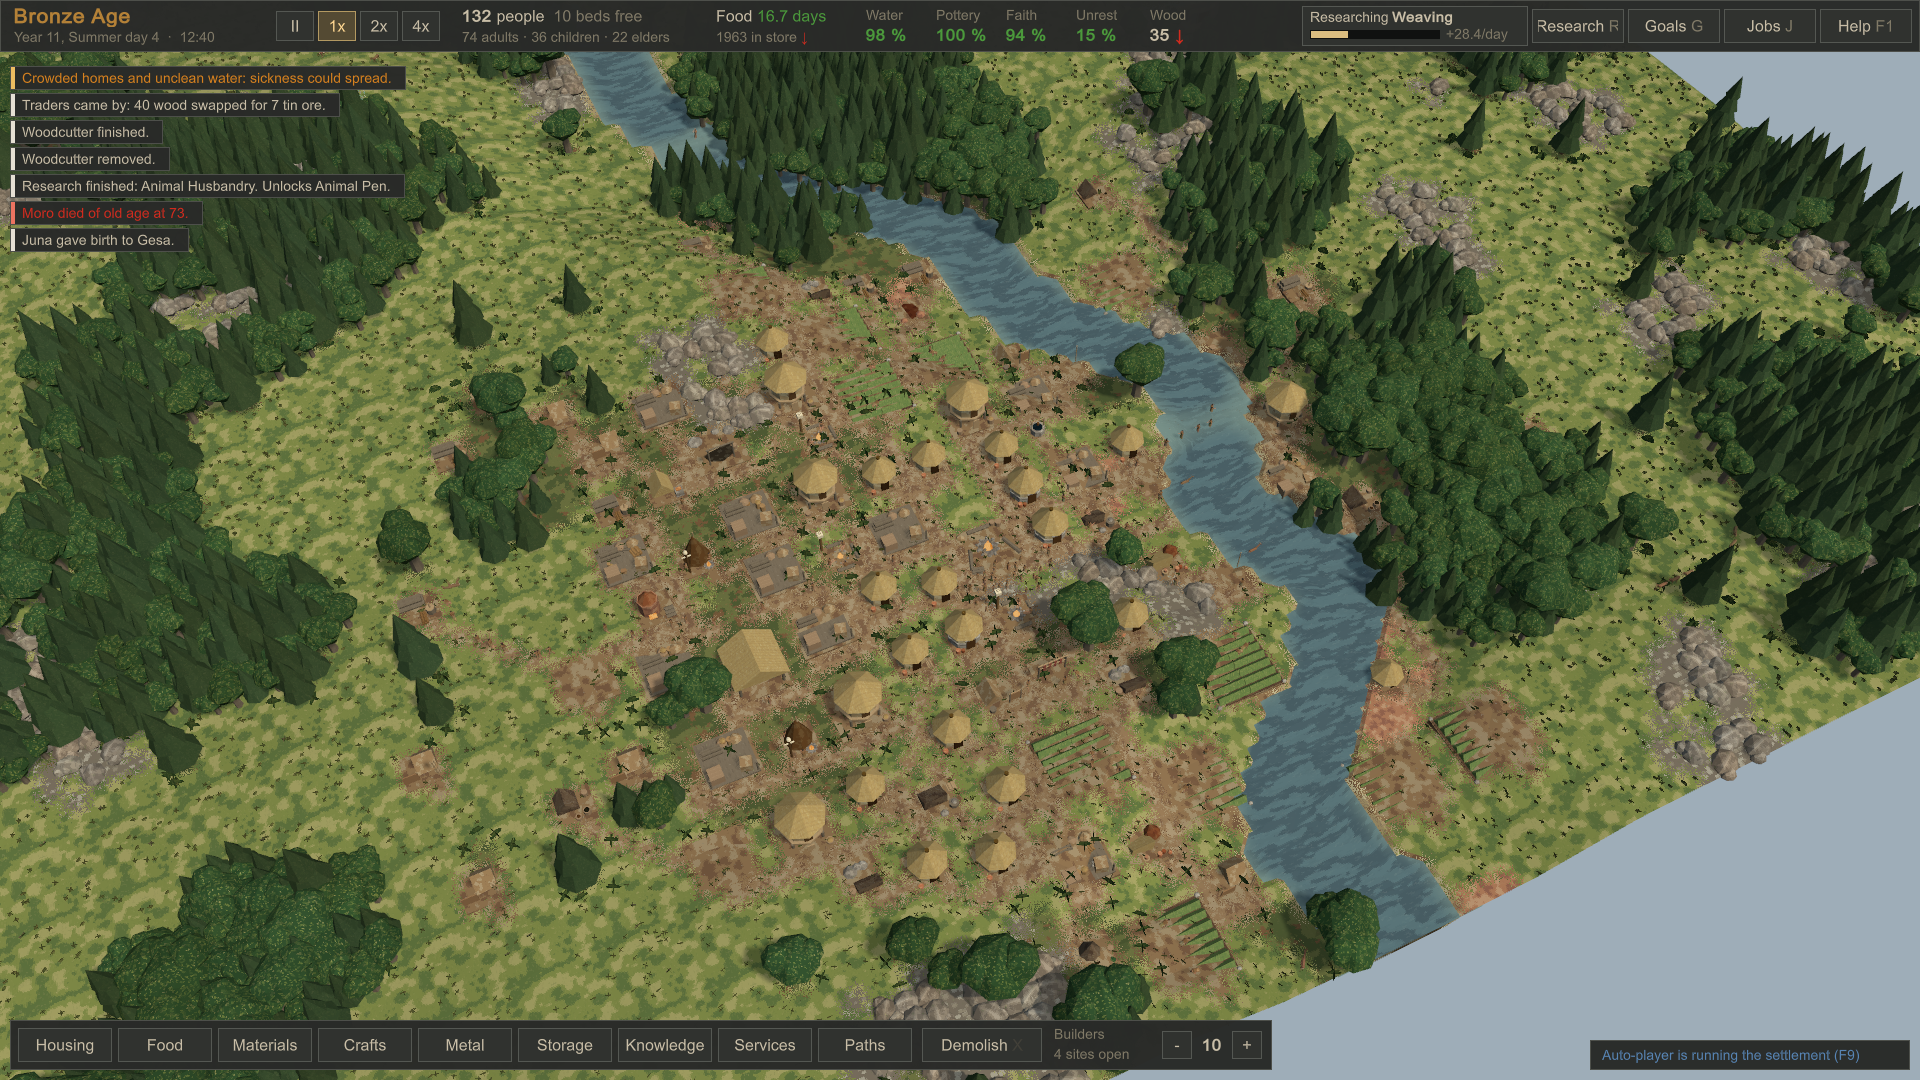 Bronze Age
Year 11, Summer day 4 · 12:40
II
1x
2x
4x
132 people 10 beds free
74 adults · 36 children · 22 elders
Food 16.7 days
1963 in store ↓
Water
98 %
Pottery
100 %
Faith
94 %
Unrest
15 %
Wood
35 ↓
Researching Weaving
+28.4/day
Research R
Goals G
Jobs J
Help F1
Crowded homes and unclean water: sickness could spread.
Traders came by: 40 wood swapped for 7 tin ore.
Woodcutter finished.
Woodcutter removed.
Research finished: Animal Husbandry. Unlocks Animal Pen.
Moro died of old age at 73.
Juna gave birth to Gesa.
Housing
Food
Materials
Crafts
Metal
Storage
Knowledge
Services
Paths
Demolish X
Builders
4 sites open
- 10 +
Auto-player is running the settlement (F9)